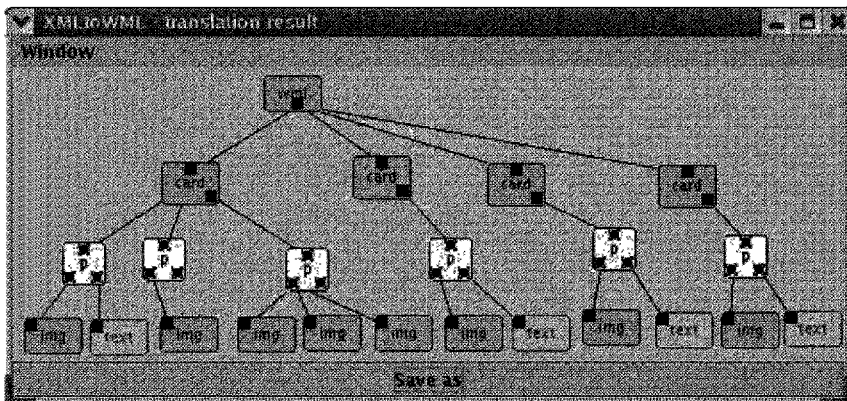 XMLtoWML - translation result
Window
wml
card card card card
p p p p p p
img text img img img img img text img text img text
Save as